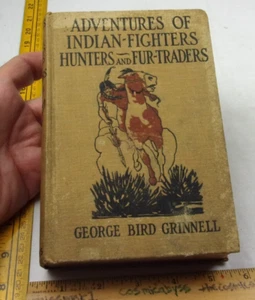 ADVENTURES OF
INDIAN-FIGHTERS
HUNTERS AND FUR-TRADERS
GEORGE BIRD GRINNELL